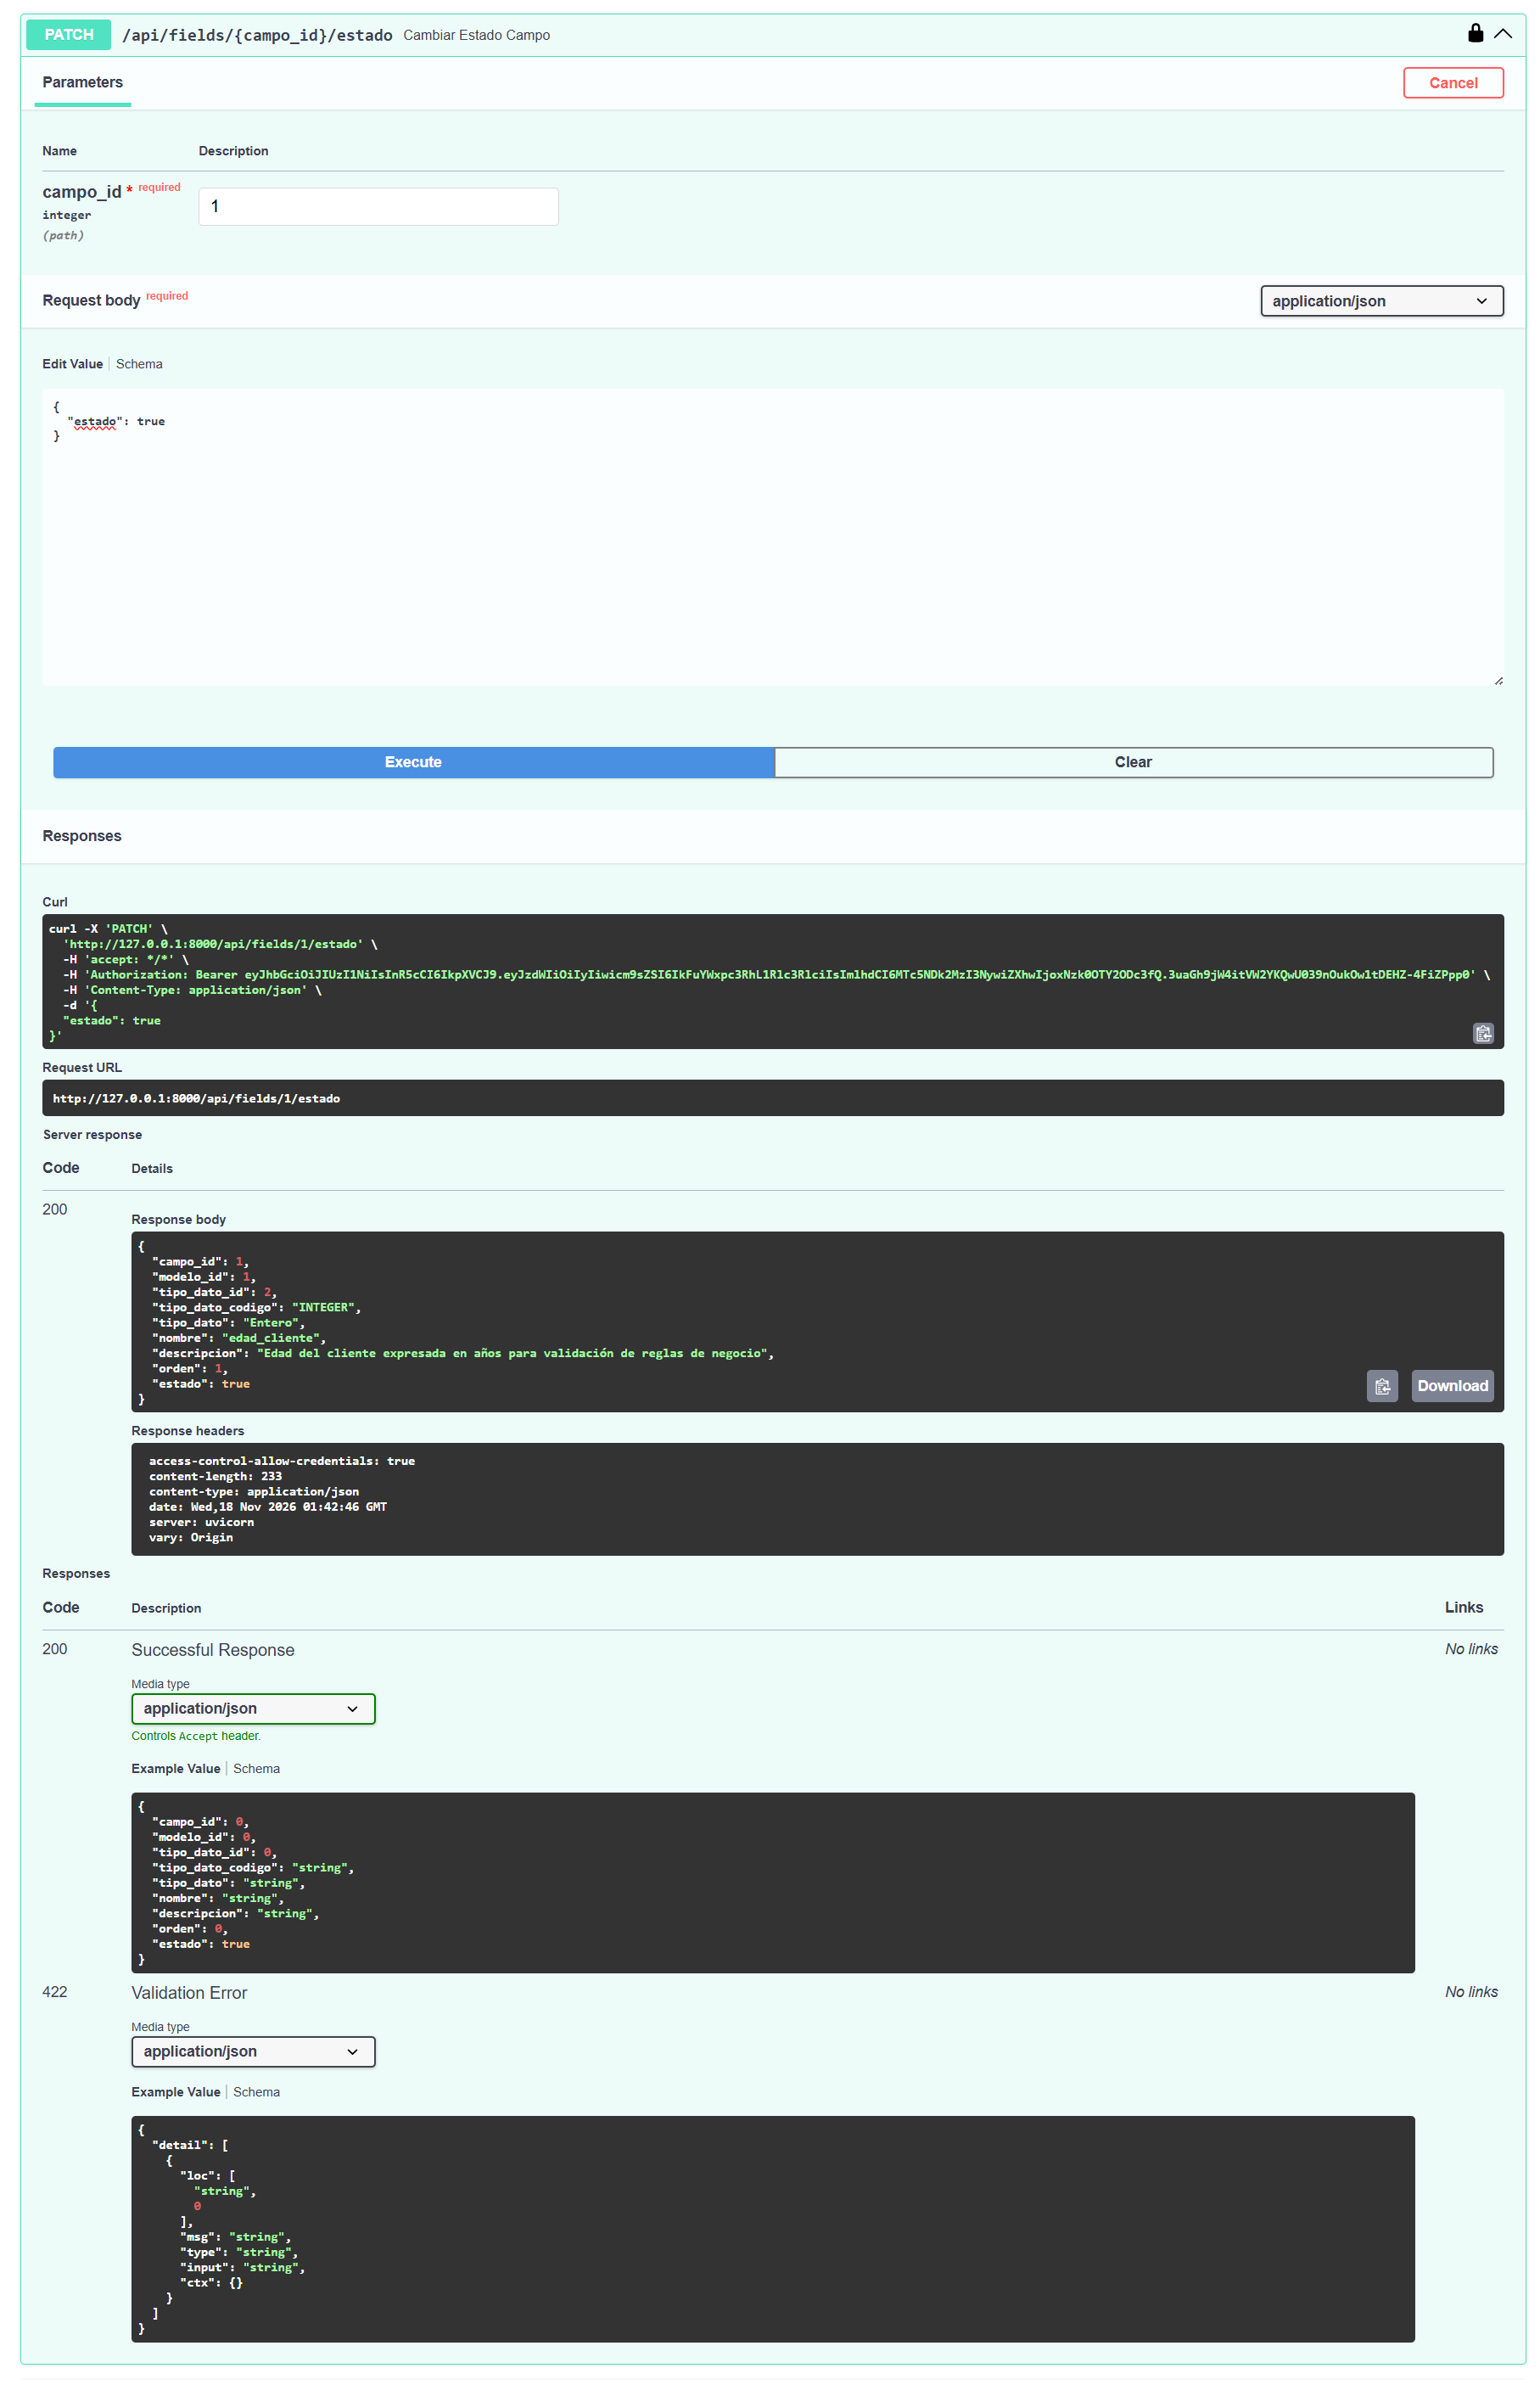 PATCH /api/fields/{campo_id}/estado Cambiar Estado Campo
Parameters
Cancel
Name Description
campo_id * required
integer
(path)
1
Request body required
application/json
Edit Value | Schema
{
  "estado": true
}
Execute
Clear
Responses
Curl
curl -X 'PATCH' \
  'http://127.0.0.1:8000/api/fields/1/estado' \
  -H 'accept: */*' \
  -H 'Authorization: Bearer eyJhbGciOiJIUzI1NiIsInR5cCI6IkpXVCJ9.eyJzdWIiOiIyIiwicm9sZSI6IkFuYWxpc3RhL1Rlc3RlciIsImlhdCI6MTc5NDk2MzI3NywiZXhwIjoxNzk0OTY2ODc3fQ.3uaGh9jW4itVW2YKQwU039nOukOw1tDEHZ-4FiZPpp0' \
  -H 'Content-Type: application/json' \
  -d '{
  "estado": true
}'
Request URL
http://127.0.0.1:8000/api/fields/1/estado
Server response
Code Details
200
Response body
{
  "campo_id": 1,
  "modelo_id": 1,
  "tipo_dato_id": 2,
  "tipo_dato_codigo": "INTEGER",
  "tipo_dato": "Entero",
  "nombre": "edad_cliente",
  "descripcion": "Edad del cliente expresada en años para validación de reglas de negocio",
  "orden": 1,
  "estado": true
}
Download
Response headers
access-control-allow-credentials: true
content-length: 233
content-type: application/json
date: Wed,18 Nov 2026 01:42:46 GMT
server: uvicorn
vary: Origin
Responses
Code Description Links
200 Successful Response No links
Media type
application/json
Controls Accept header.
Example Value | Schema
{
  "campo_id": 0,
  "modelo_id": 0,
  "tipo_dato_id": 0,
  "tipo_dato_codigo": "string",
  "tipo_dato": "string",
  "nombre": "string",
  "descripcion": "string",
  "orden": 0,
  "estado": true
}
422 Validation Error No links
Media type
application/json
Example Value | Schema
{
  "detail": [
    {
      "loc": [
        "string",
        0
      ],
      "msg": "string",
      "type": "string",
      "input": "string",
      "ctx": {}
    }
  ]
}